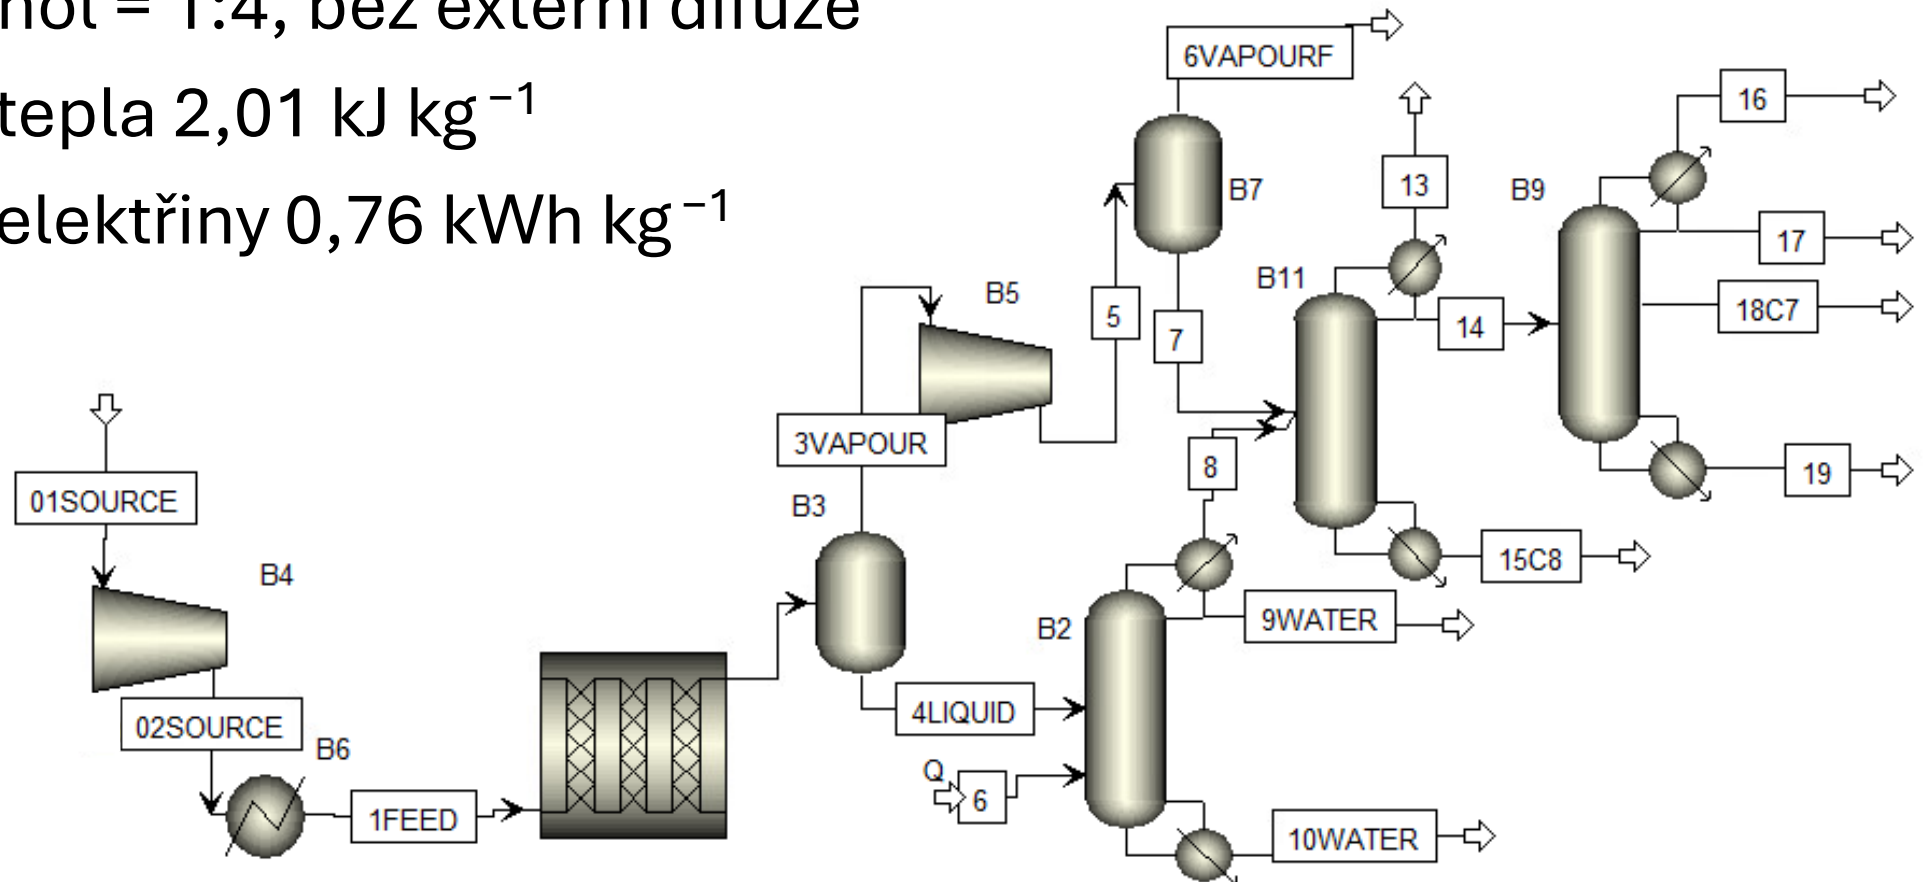 nol = 1:4, bez externí difuze
tepla 2,01 kJ kg⁻¹
elektřiny 0,76 kWh kg⁻¹
6VAPOURF
16
B7
13
B9
17
B11
5
18C7
B5
7
14
3VAPOUR
8
19
01SOURCE
B3
15C8
B4
9WATER
B2
4LIQUID
02SOURCE
B6
Q
6
1FEED
10WATER